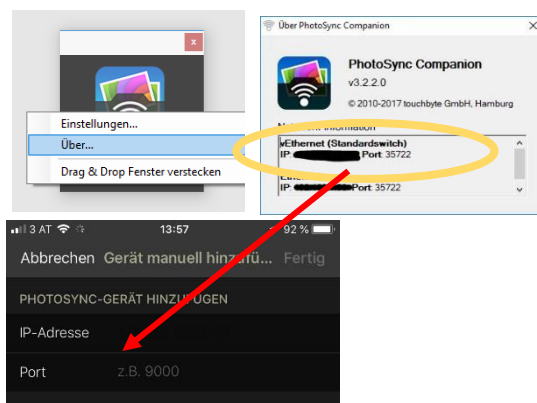 x
Einstellungen...
Über...
Drag & Drop Fenster verstecken
Über PhotoSync Companion
PhotoSync Companion
v3.2.2.0
© 2010-2017 touchbyte GmbH, Hamburg
Information
vEthernet (Standardswitch)
IP: Port: 35722
IP: Port: 35722
3 AT 13:57 92 %
Abbrechen Gerät manuell hinzufü... Fertig
PHOTOSYNC-GERÄT HINZUFÜGEN
IP-Adresse
Port z.B. 9000